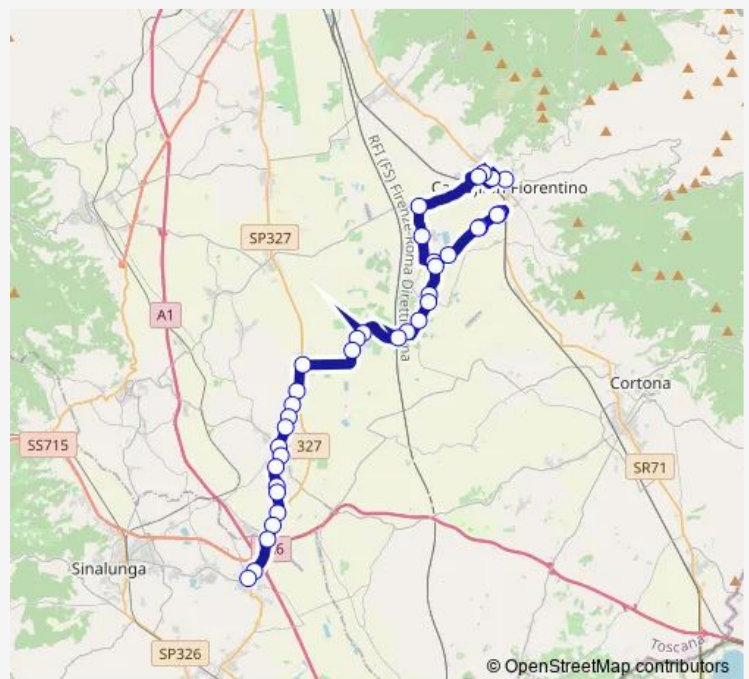 Fiorentino
SP327
RFI (FS) Firenze-Roma Direttissima
A1
Cortona
SS715
327
SR71
Sinalunga
SP326
Toscana
© OpenStreetMap contributors